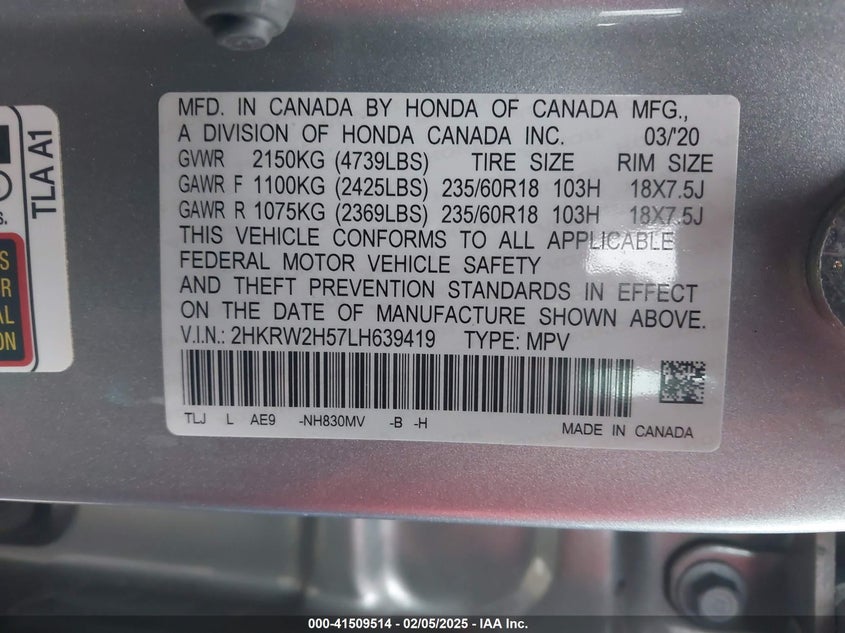 MFD. IN CANADA BY HONDA OF CANADA MFG.,
A DIVISION OF HONDA CANADA INC. 03/'20
GVWR 2150KG (4739LBS) TIRE SIZE RIM SIZE
GAWR F 1100KG (2425LBS) 235/60R18 103H 18X7.5J
GAWR R 1075KG (2369LBS) 235/60R18 103H 18X7.5J
THIS VEHICLE CONFORMS TO ALL APPLICABLE
FEDERAL MOTOR VEHICLE SAFETY
AND THEFT PREVENTION STANDARDS IN EFFECT
ON THE DATE OF MANUFACTURE SHOWN ABOVE.
V.I.N.: 2HKRW2H57LH639419 TYPE: MPV
TLJ L AE9 -NH830MV -B -H
MADE IN CANADA
TLA A1
000-41509514 - 02/05/2025 - IAA Inc.